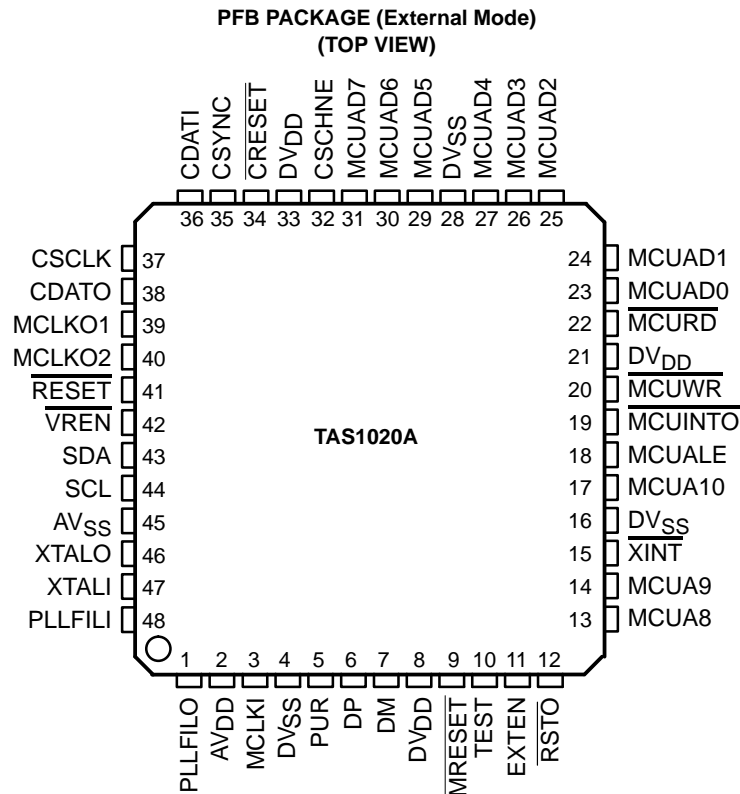 PFB PACKAGE (External Mode)
(TOP VIEW)
CDATI
CSYNC
CRESET
DVDD
CSCHNE
MCUAD7
MCUAD6
MCUAD5
DVSS
MCUAD4
MCUAD3
MCUAD2
36 35 34 33 32 31 30 29 28 27 26 25
CSCLK 37 24 MCUAD1
CDATO 38 23 MCUAD0
MCLKO1 39 22 MCURD
MCLKO2 40 21 DVDD
RESET 41 20 MCUWR
VREN 42 TAS1020A 19 MCUINTO
SDA 43 18 MCUALE
SCL 44 17 MCUA10
AVSS 45 16 DVSS
XTALO 46 15 XINT
XTALI 47 14 MCUA9
PLLFILI 48 13 MCUA8
1 2 3 4 5 6 7 8 9 10 11 12
PLLFILO
AVDD
MCLKI
DVSS
PUR
DP
DM
DVDD
MRESET
TEST
EXTEN
RSTO